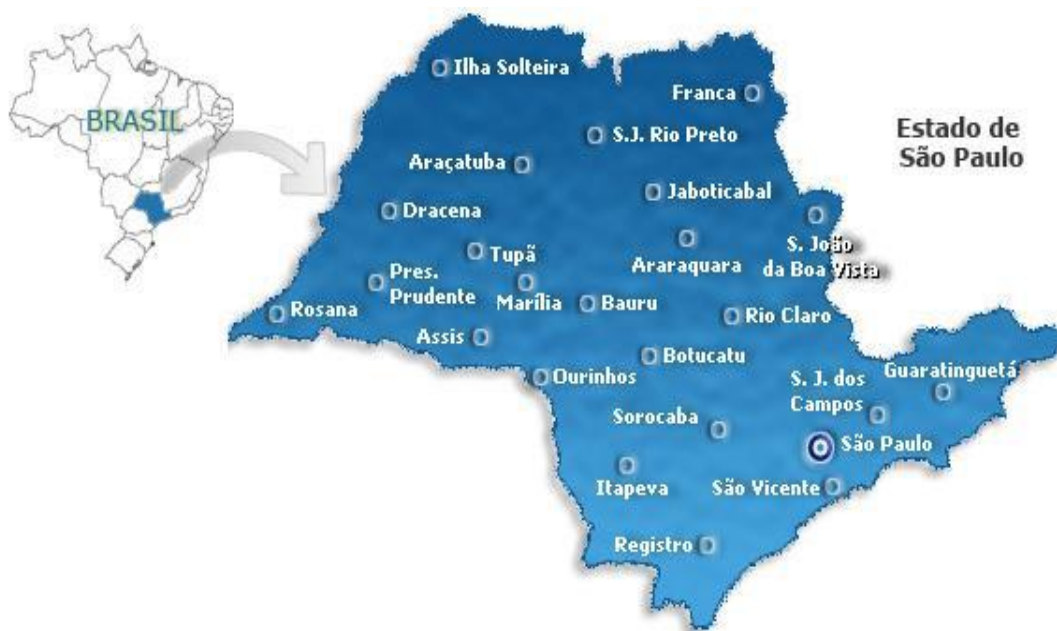 BRASIL
Ilha Solteira
Franca
S.J. Rio Preto
Estado de
São Paulo
Araçatuba
Jaboticabal
Dracena
S. João
da Boa Vista
Tupã
Araraquara
Pres.
Prudente
Marília
Bauru
Rosana
Rio Claro
Assis
Botucatu
Ourinhos
Guaratinguetá
S. J. dos
Campos
Sorocaba
São Paulo
Itapeva
São Vicente
Registro